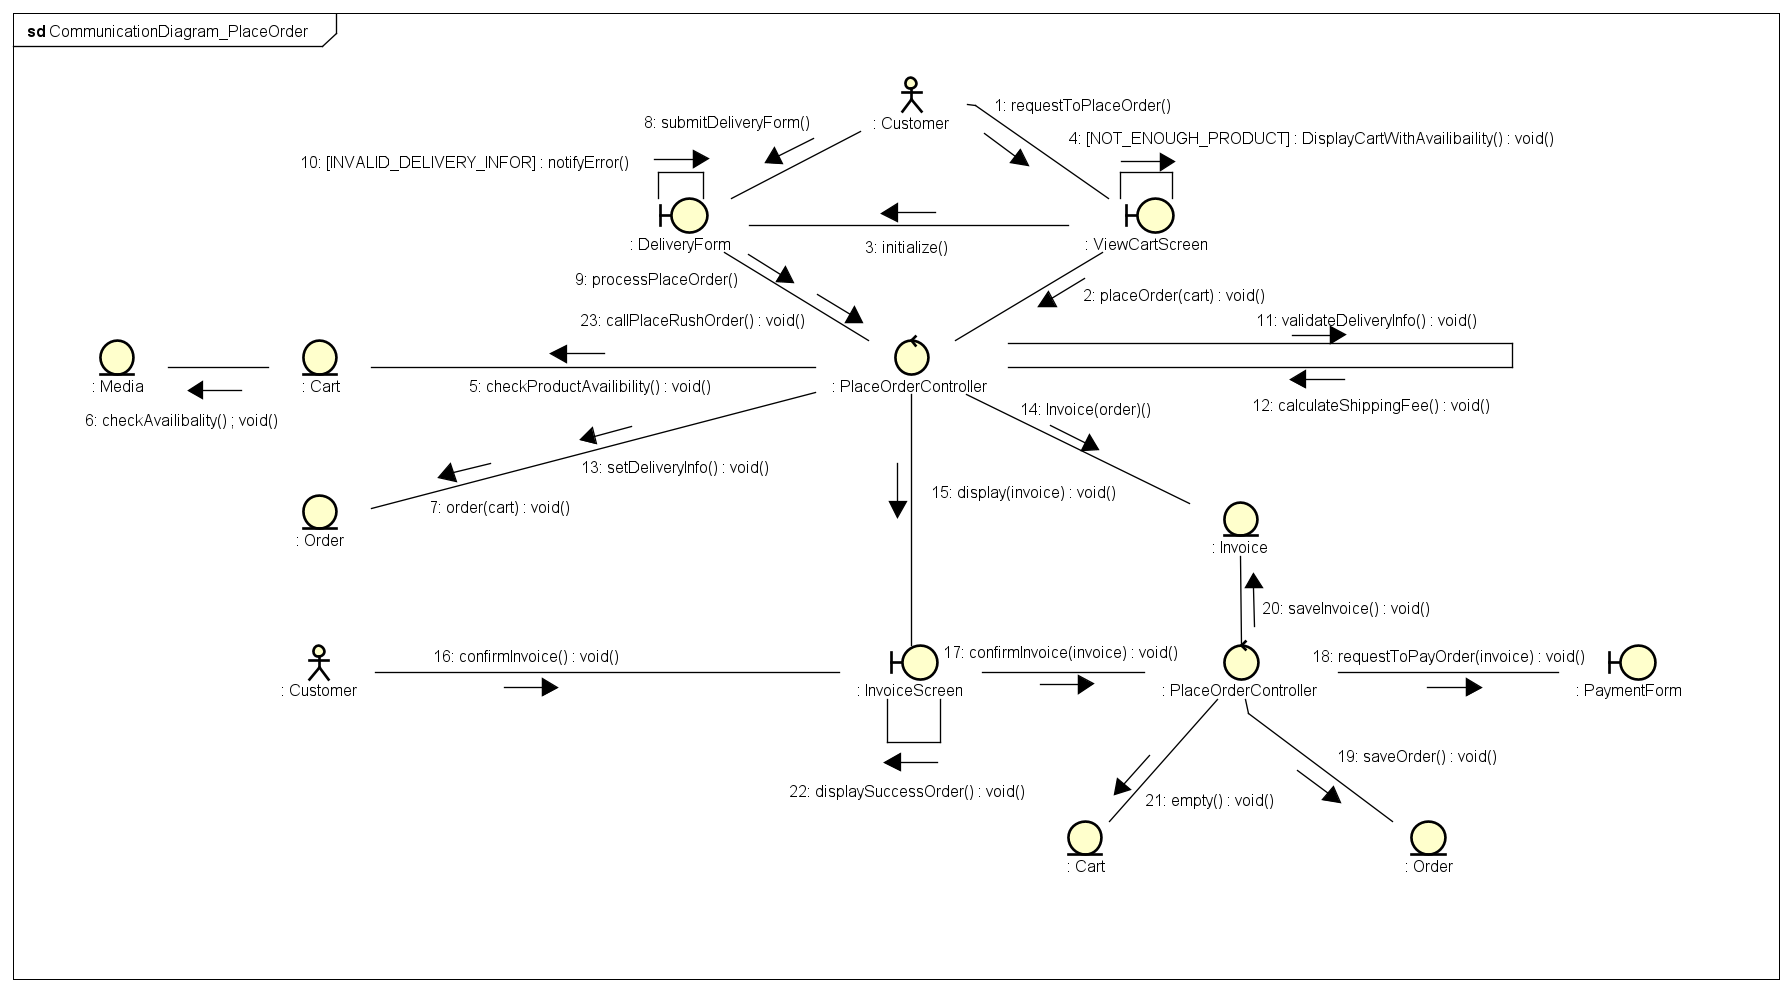 sd CommunicationDiagram_PlaceOrder
: Customer
1: requestToPlaceOrder()
8: submitDeliveryForm()
4: [NOT_ENOUGH_PRODUCT] : DisplayCartWithAvailibaility() : void()
10: [INVALID_DELIVERY_INFOR] : notifyError()
: DeliveryForm
3: initialize()
: ViewCartScreen
9: processPlaceOrder()
2: placeOrder(cart) : void()
23: callPlaceRushOrder() : void()
11: validateDeliveryInfo() : void()
: Media
: Cart
5: checkProductAvailibility() : void()
: PlaceOrderController
12: calculateShippingFee() : void()
6: checkAvailibality() ; void()
14: Invoice(order)()
13: setDeliveryInfo() : void()
15: display(invoice) : void()
7: order(cart) : void()
: Order
: Invoice
20: saveInvoice() : void()
16: confirmInvoice() : void()
17: confirmInvoice(invoice) : void()
18: requestToPayOrder(invoice) : void()
: Customer
: InvoiceScreen
: PlaceOrderController
: PaymentForm
19: saveOrder() : void()
22: displaySuccessOrder() : void()
21: empty() : void()
: Cart
: Order